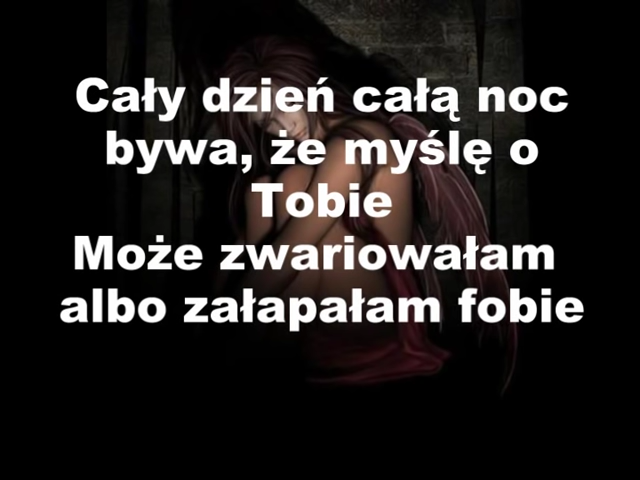 Cały dzień całą noc
bywa, że myślę o
Tobie
Może zwariowałam
albo załapałam fobie